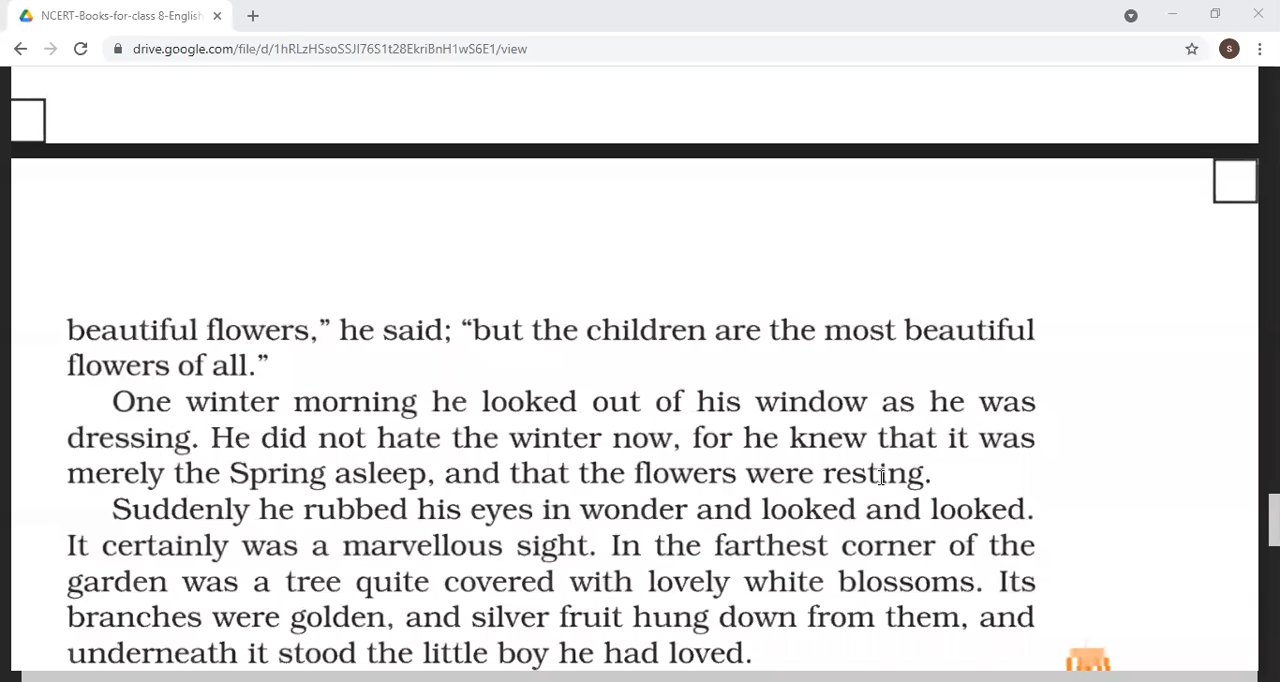 NCERT-Books-for-class 8-English
drive.google.com/file/d/1hRLzHSsoSSJI76S1t28EkriBnH1wS6E1/view
S
beautiful flowers,” he said; “but the children are the most beautiful
flowers of all.”
One winter morning he looked out of his window as he was
dressing. He did not hate the winter now, for he knew that it was
merely the Spring asleep, and that the flowers were resting.
Suddenly he rubbed his eyes in wonder and looked and looked.
It certainly was a marvellous sight. In the farthest corner of the
garden was a tree quite covered with lovely white blossoms. Its
branches were golden, and silver fruit hung down from them, and
underneath it stood the little boy he had loved.